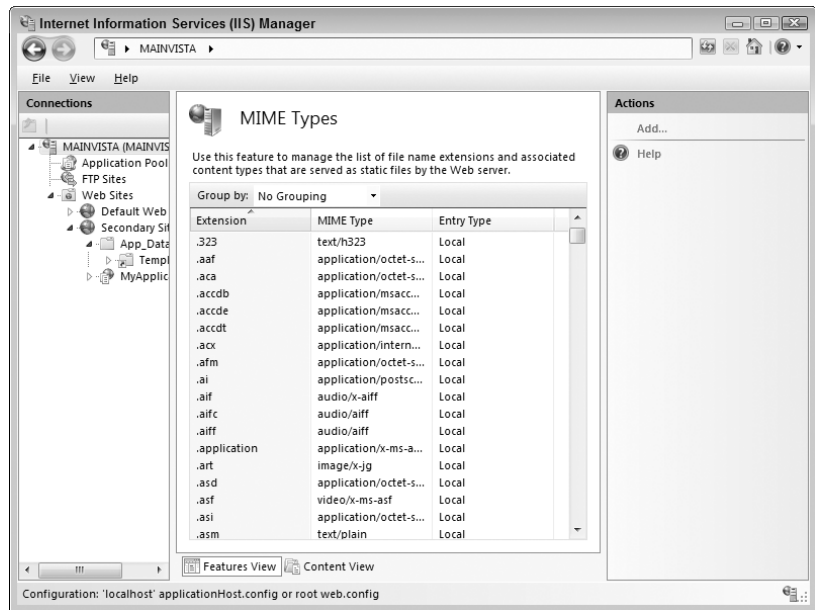 Internet Information Services (IIS) Manager
MAINVISTA
File View Help
Connections
MAINVISTA (MAINVIS
Application Pool
FTP Sites
Web Sites
Default Web
Secondary Sit
App_Data
Templ
MyApplic
MIME Types
Use this feature to manage the list of file name extensions and associated
content types that are served as static files by the Web server.
Group by: No Grouping
Extension MIME Type Entry Type
.323 text/h323 Local
.aaf application/octet-s... Local
.aca application/octet-s... Local
.accdb application/msacc... Local
.accde application/msacc... Local
.accdt application/msacc... Local
.acx application/intern... Local
.afm application/octet-s... Local
.ai application/postsc... Local
.aif audio/x-aiff Local
.aifc audio/aiff Local
.aiff audio/aiff Local
.application application/x-ms-a... Local
.art image/x-jg Local
.asd application/octet-s... Local
.asf video/x-ms-asf Local
.asi application/octet-s... Local
.asm text/plain Local
Features View Content View
Actions
Add...
Help
Configuration: 'localhost' applicationHost.config or root web.config